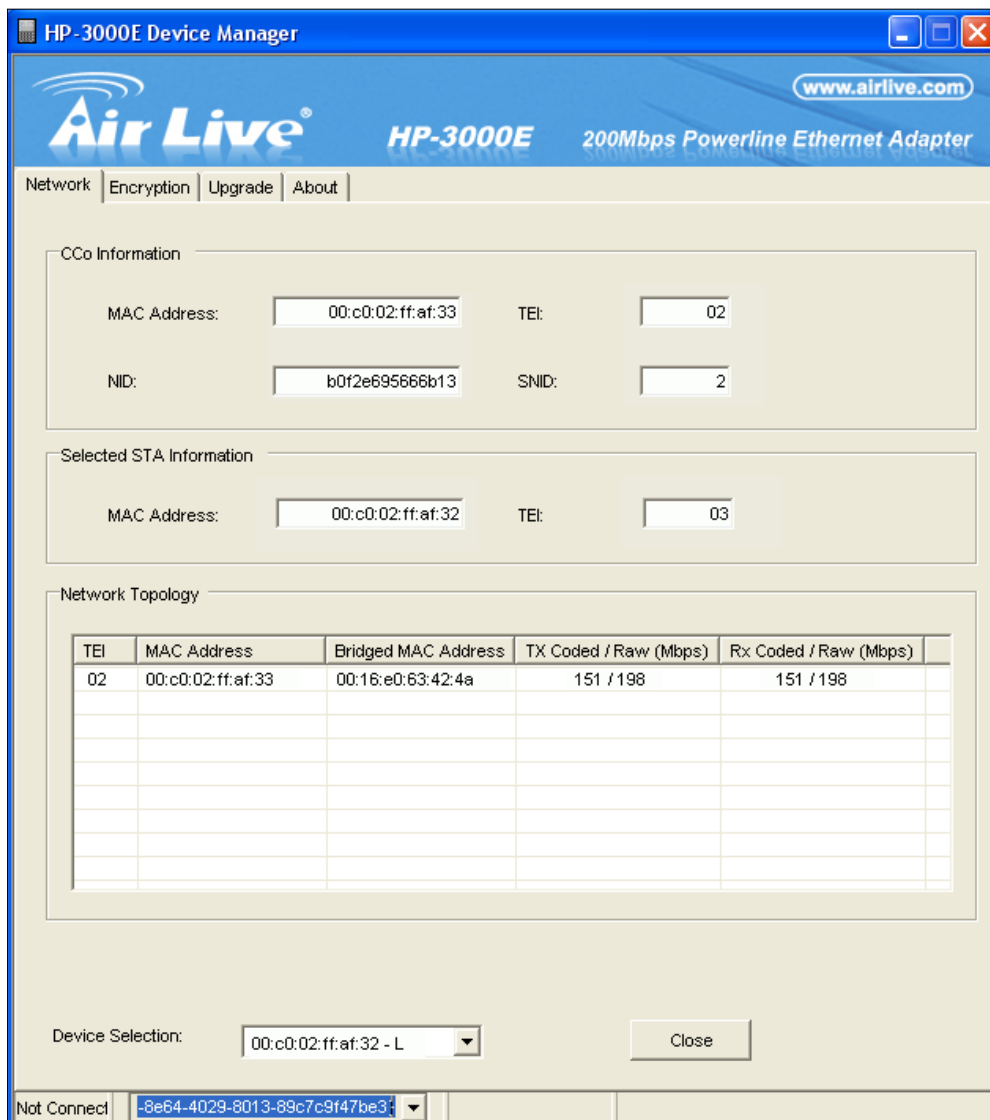 HP-3000E Device Manager
www.airlive.com
Air Live®
HP-3000E 200Mbps Powerline Ethernet Adapter
Network Encryption Upgrade About
CCo Information
MAC Address: 00:c0:02:ff:af:33 TEI: 02
NID: b0f2e695666b13 SNID: 2
Selected STA Information
MAC Address: 00:c0:02:ff:af:32 TEI: 03
Network Topology
TEI MAC Address Bridged MAC Address TX Coded / Raw (Mbps) Rx Coded / Raw (Mbps)
02 00:c0:02:ff:af:33 00:16:e0:63:42:4a 151 / 198 151 / 198
Device Selection: 00:c0:02:ff:af:32 - L Close
Not Connect -8e64-4029-8013-89c7c9f47be3